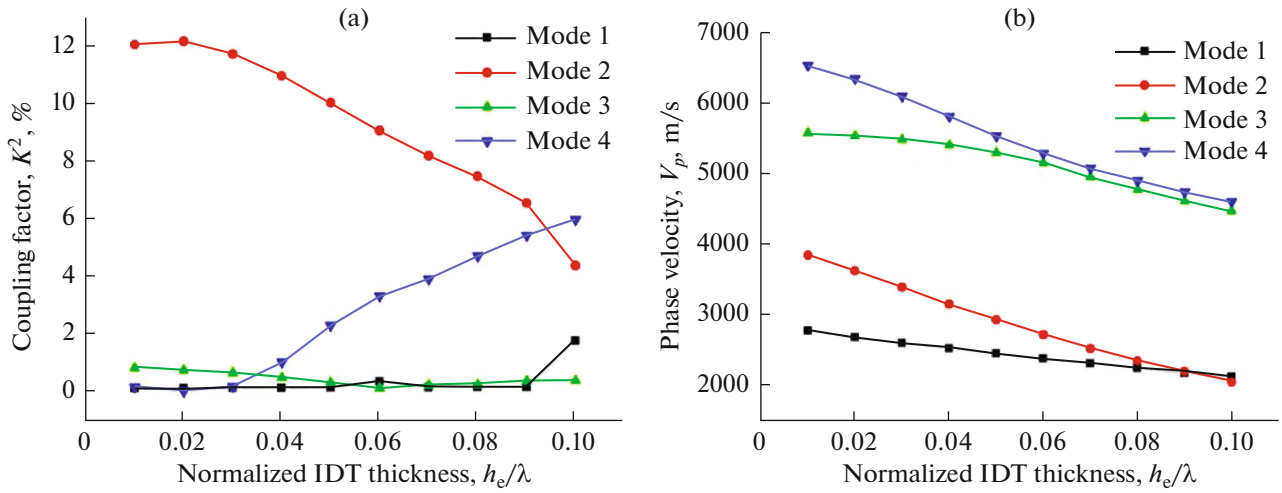 (a)
Coupling factor, K², %
12
10
8
6
4
2
0
Mode 1
Mode 2
Mode 3
Mode 4
0 0.02 0.04 0.06 0.08 0.10
Normalized IDT thickness, hₑ/λ
(b)
Phase velocity, Vₚ, m/s
7000
6000
5000
4000
3000
2000
Mode 1
Mode 2
Mode 3
Mode 4
0 0.02 0.04 0.06 0.08 0.10
Normalized IDT thickness, hₑ/λ